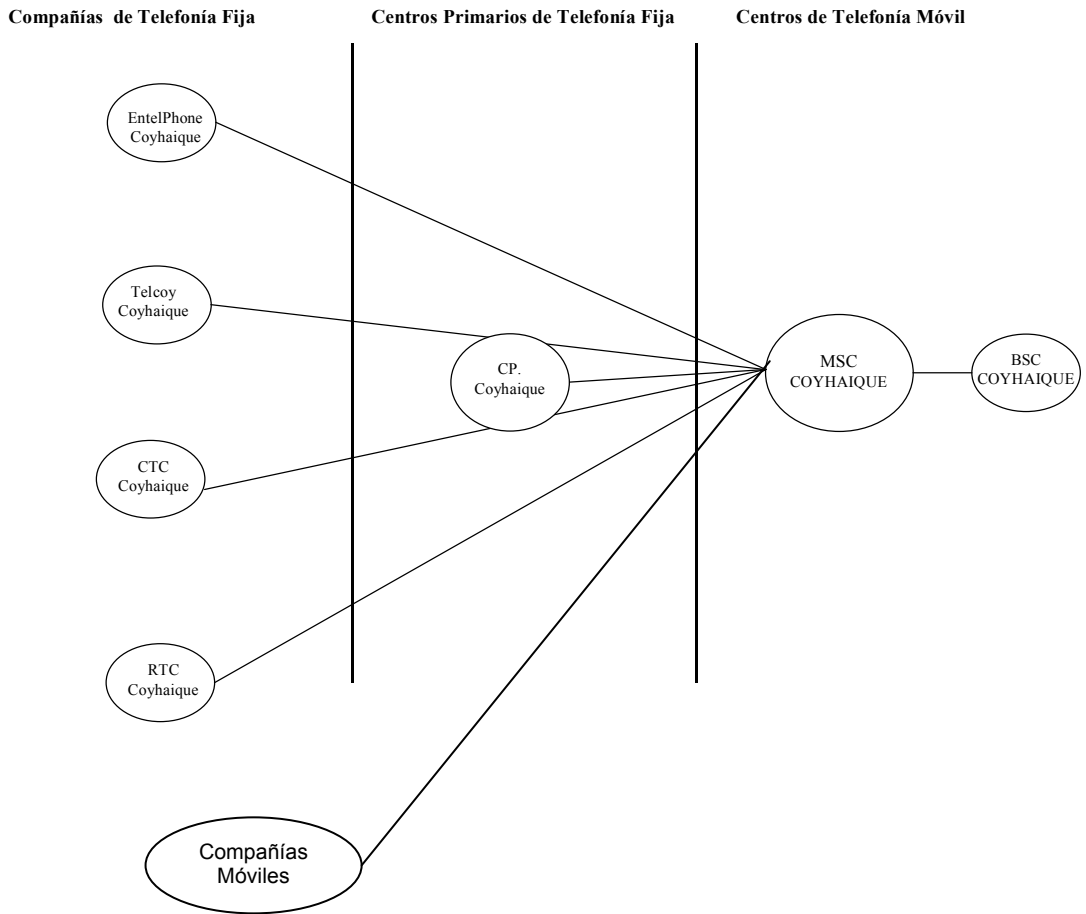 Compañías de Telefonía Fija
Centros Primarios de Telefonía Fija
Centros de Telefonía Móvil
EntelPhone
Coyhaique
Telcoy
Coyhaique
CP.
Coyhaique
MSC
COYHAIQUE
BSC
COYHAIQUE
CTC
Coyhaique
RTC
Coyhaique
Compañías
Móviles